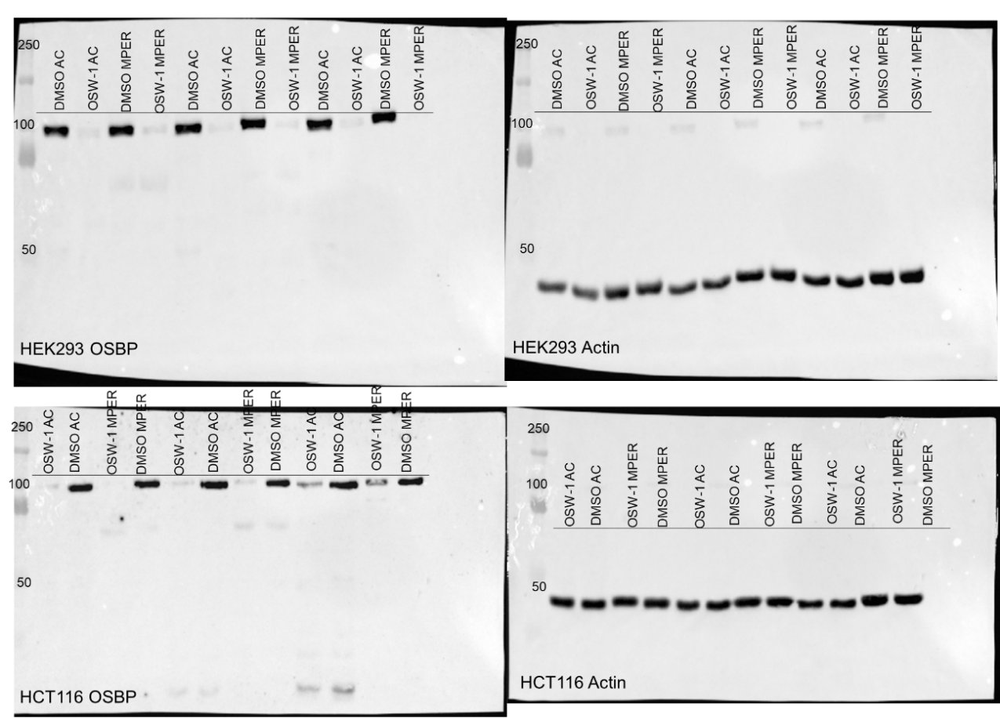 250
DMSO AC
OSW-1 AC
DMSO MPER
OSW-1 MPER
DMSO AC
OSW-1 AC
DMSO MPER
OSW-1 MPER
DMSO AC
OSW-1 AC
DMSO MPER
OSW-1 MPER
100
50
HEK293 OSBP
250
DMSO AC
OSW-1 AC
DMSO MPER
OSW-1 MPER
DMSO AC
OSW-1 AC
DMSO MPER
OSW-1 MPER
DMSO AC
OSW-1 AC
DMSO MPER
OSW-1 MPER
100
50
HEK293 Actin
250
OSW-1 AC
DMSO AC
OSW-1 MPER
DMSO MPER
OSW-1 AC
DMSO AC
OSW-1 MPER
DMSO MPER
OSW-1 AC
DMSO AC
OSW-1 MPER
DMSO MPER
100
50
HCT116 OSBP
250
OSW-1 AC
DMSO AC
OSW-1 MPER
DMSO MPER
OSW-1 AC
DMSO AC
OSW-1 MPER
DMSO MPER
OSW-1 AC
DMSO AC
OSW-1 MPER
DMSO MPER
100
50
HCT116 Actin